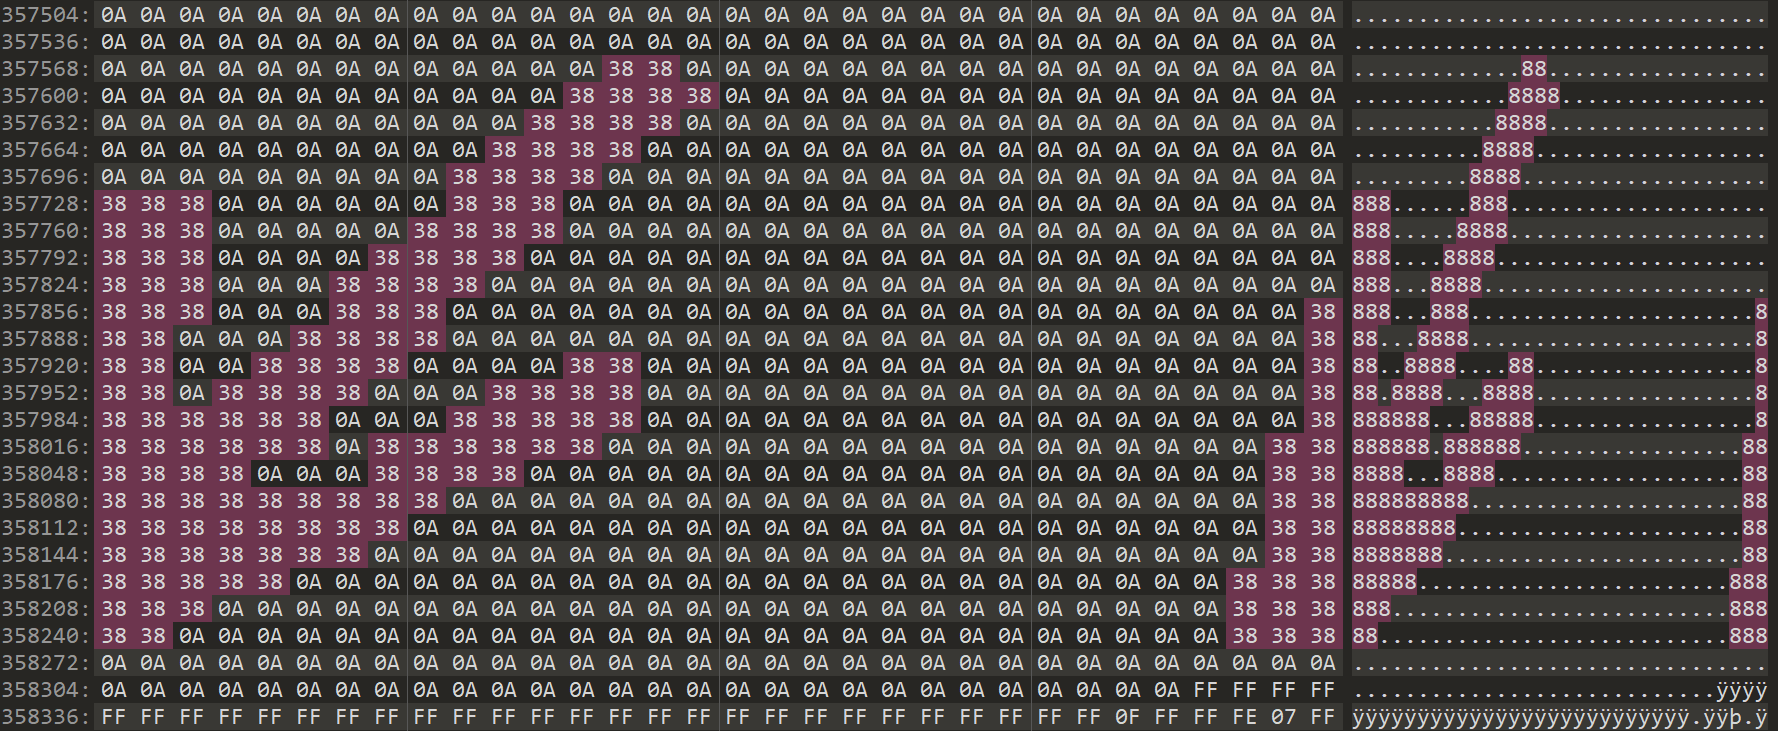 357504: 0A 0A 0A 0A 0A 0A 0A 0A 0A 0A 0A 0A 0A 0A 0A 0A 0A 0A 0A 0A 0A 0A 0A 0A 0A 0A 0A 0A 0A 0A 0A 0A ................................
357536: 0A 0A 0A 0A 0A 0A 0A 0A 0A 0A 0A 0A 0A 0A 0A 0A 0A 0A 0A 0A 0A 0A 0A 0A 0A 0A 0A 0A 0A 0A 0A 0A ................................
357568: 0A 0A 0A 0A 0A 0A 0A 0A 0A 0A 0A 0A 0A 38 38 0A 0A 0A 0A 0A 0A 0A 0A 0A 0A 0A 0A 0A 0A 0A 0A 0A .............88.................
357600: 0A 0A 0A 0A 0A 0A 0A 0A 0A 0A 0A 0A 38 38 38 38 0A 0A 0A 0A 0A 0A 0A 0A 0A 0A 0A 0A 0A 0A 0A 0A ............8888................
357632: 0A 0A 0A 0A 0A 0A 0A 0A 0A 0A 0A 38 38 38 38 0A 0A 0A 0A 0A 0A 0A 0A 0A 0A 0A 0A 0A 0A 0A 0A 0A ...........8888.................
357664: 0A 0A 0A 0A 0A 0A 0A 0A 0A 0A 38 38 38 38 0A 0A 0A 0A 0A 0A 0A 0A 0A 0A 0A 0A 0A 0A 0A 0A 0A 0A ..........8888..................
357696: 0A 0A 0A 0A 0A 0A 0A 0A 0A 38 38 38 38 0A 0A 0A 0A 0A 0A 0A 0A 0A 0A 0A 0A 0A 0A 0A 0A 0A 0A 0A .........8888...................
357728: 38 38 38 0A 0A 0A 0A 0A 0A 38 38 38 0A 0A 0A 0A 0A 0A 0A 0A 0A 0A 0A 0A 0A 0A 0A 0A 0A 0A 0A 0A 888......888....................
357760: 38 38 38 0A 0A 0A 0A 0A 38 38 38 38 0A 0A 0A 0A 0A 0A 0A 0A 0A 0A 0A 0A 0A 0A 0A 0A 0A 0A 0A 0A 888.....8888....................
357792: 38 38 38 0A 0A 0A 0A 38 38 38 38 0A 0A 0A 0A 0A 0A 0A 0A 0A 0A 0A 0A 0A 0A 0A 0A 0A 0A 0A 0A 0A 888....8888.....................
357824: 38 38 38 0A 0A 0A 38 38 38 38 0A 0A 0A 0A 0A 0A 0A 0A 0A 0A 0A 0A 0A 0A 0A 0A 0A 0A 0A 0A 0A 0A 888...8888......................
357856: 38 38 38 0A 0A 0A 38 38 38 0A 0A 0A 0A 0A 0A 0A 0A 0A 0A 0A 0A 0A 0A 0A 0A 0A 0A 0A 0A 0A 0A 38 888...888......................8
357888: 38 38 0A 0A 0A 38 38 38 38 0A 0A 0A 0A 0A 0A 0A 0A 0A 0A 0A 0A 0A 0A 0A 0A 0A 0A 0A 0A 0A 0A 38 88...8888......................8
357920: 38 38 0A 0A 38 38 38 38 0A 0A 0A 0A 38 38 0A 0A 0A 0A 0A 0A 0A 0A 0A 0A 0A 0A 0A 0A 0A 0A 0A 38 88..8888....88.................8
357952: 38 38 0A 38 38 38 38 0A 0A 0A 38 38 38 38 0A 0A 0A 0A 0A 0A 0A 0A 0A 0A 0A 0A 0A 0A 0A 0A 0A 38 88.8888...8888.................8
357984: 38 38 38 38 38 38 0A 0A 0A 38 38 38 38 38 0A 0A 0A 0A 0A 0A 0A 0A 0A 0A 0A 0A 0A 0A 0A 0A 0A 38 888888...88888.................8
358016: 38 38 38 38 38 38 0A 38 38 38 38 38 38 0A 0A 0A 0A 0A 0A 0A 0A 0A 0A 0A 0A 0A 0A 0A 0A 0A 38 38 888888.888888.................88
358048: 38 38 38 38 0A 0A 0A 38 38 38 38 0A 0A 0A 0A 0A 0A 0A 0A 0A 0A 0A 0A 0A 0A 0A 0A 0A 0A 0A 38 38 8888...8888...................88
358080: 38 38 38 38 38 38 38 38 38 0A 0A 0A 0A 0A 0A 0A 0A 0A 0A 0A 0A 0A 0A 0A 0A 0A 0A 0A 0A 0A 38 38 888888888.....................88
358112: 38 38 38 38 38 38 38 38 0A 0A 0A 0A 0A 0A 0A 0A 0A 0A 0A 0A 0A 0A 0A 0A 0A 0A 0A 0A 0A 0A 38 38 88888888......................88
358144: 38 38 38 38 38 38 38 0A 0A 0A 0A 0A 0A 0A 0A 0A 0A 0A 0A 0A 0A 0A 0A 0A 0A 0A 0A 0A 0A 0A 38 38 8888888.......................88
358176: 38 38 38 38 38 0A 0A 0A 0A 0A 0A 0A 0A 0A 0A 0A 0A 0A 0A 0A 0A 0A 0A 0A 0A 0A 0A 0A 0A 38 38 38 88888........................888
358208: 38 38 38 0A 0A 0A 0A 0A 0A 0A 0A 0A 0A 0A 0A 0A 0A 0A 0A 0A 0A 0A 0A 0A 0A 0A 0A 0A 0A 38 38 38 888..........................888
358240: 38 38 0A 0A 0A 0A 0A 0A 0A 0A 0A 0A 0A 0A 0A 0A 0A 0A 0A 0A 0A 0A 0A 0A 0A 0A 0A 0A 0A 38 38 38 88...........................888
358272: 0A 0A 0A 0A 0A 0A 0A 0A 0A 0A 0A 0A 0A 0A 0A 0A 0A 0A 0A 0A 0A 0A 0A 0A 0A 0A 0A 0A 0A 0A 0A 0A ................................
358304: 0A 0A 0A 0A 0A 0A 0A 0A 0A 0A 0A 0A 0A 0A 0A 0A 0A 0A 0A 0A 0A 0A 0A 0A 0A 0A 0A 0A FF FF FF FF ............................ÿÿÿÿ
358336: FF FF FF FF FF FF FF FF FF FF FF FF FF FF FF FF FF FF FF FF FF FF FF FF FF FF 0F FF FF FE 07 FF ÿÿÿÿÿÿÿÿÿÿÿÿÿÿÿÿÿÿÿÿÿÿÿÿÿÿ.ÿÿþ.ÿ